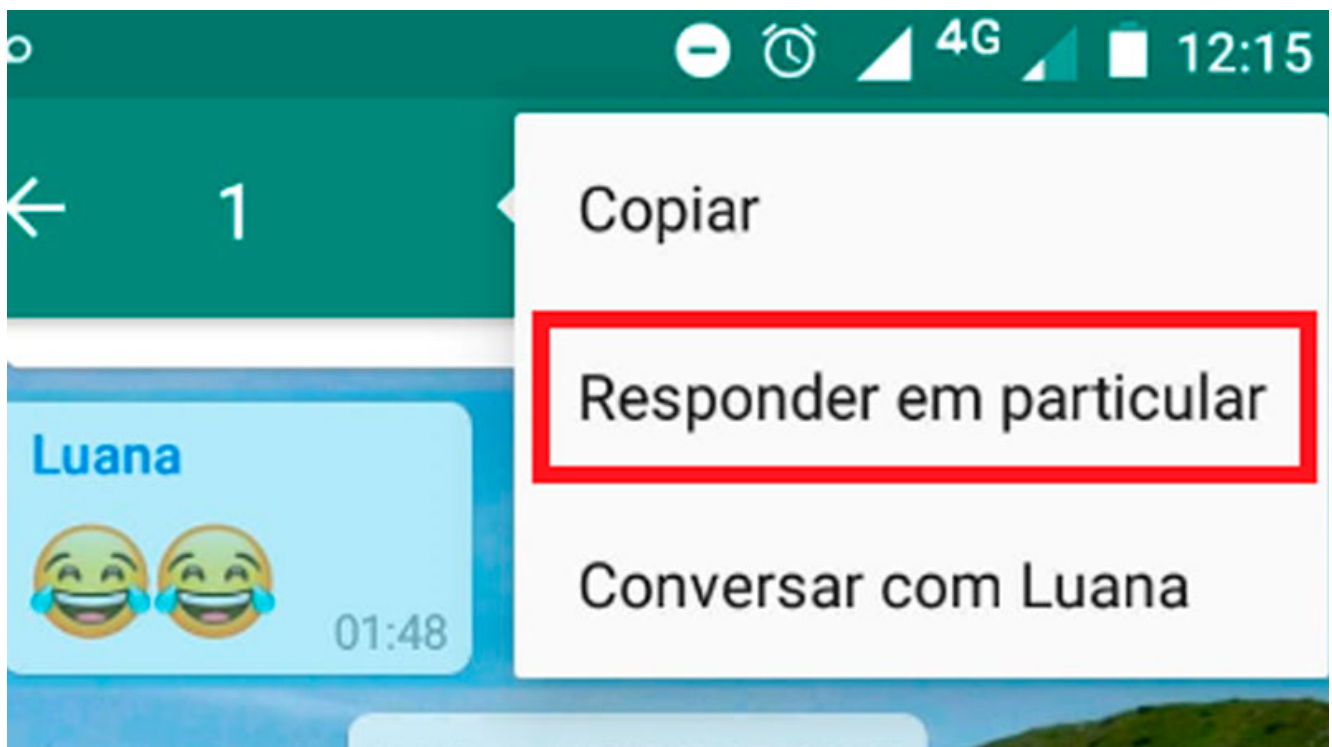 4G 12:15
1
Copiar
Responder em particular
Luana
01:48
Conversar com Luana